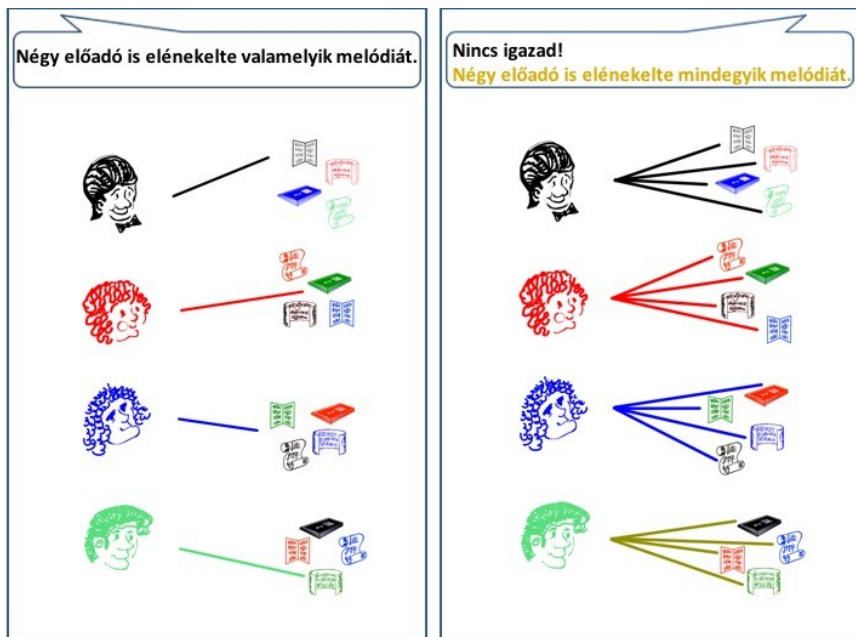 Négy előadó is elénekelte valamelyik melódiát.
Nincs igazad!
Négy előadó is elénekelte mindegyik melódiát.